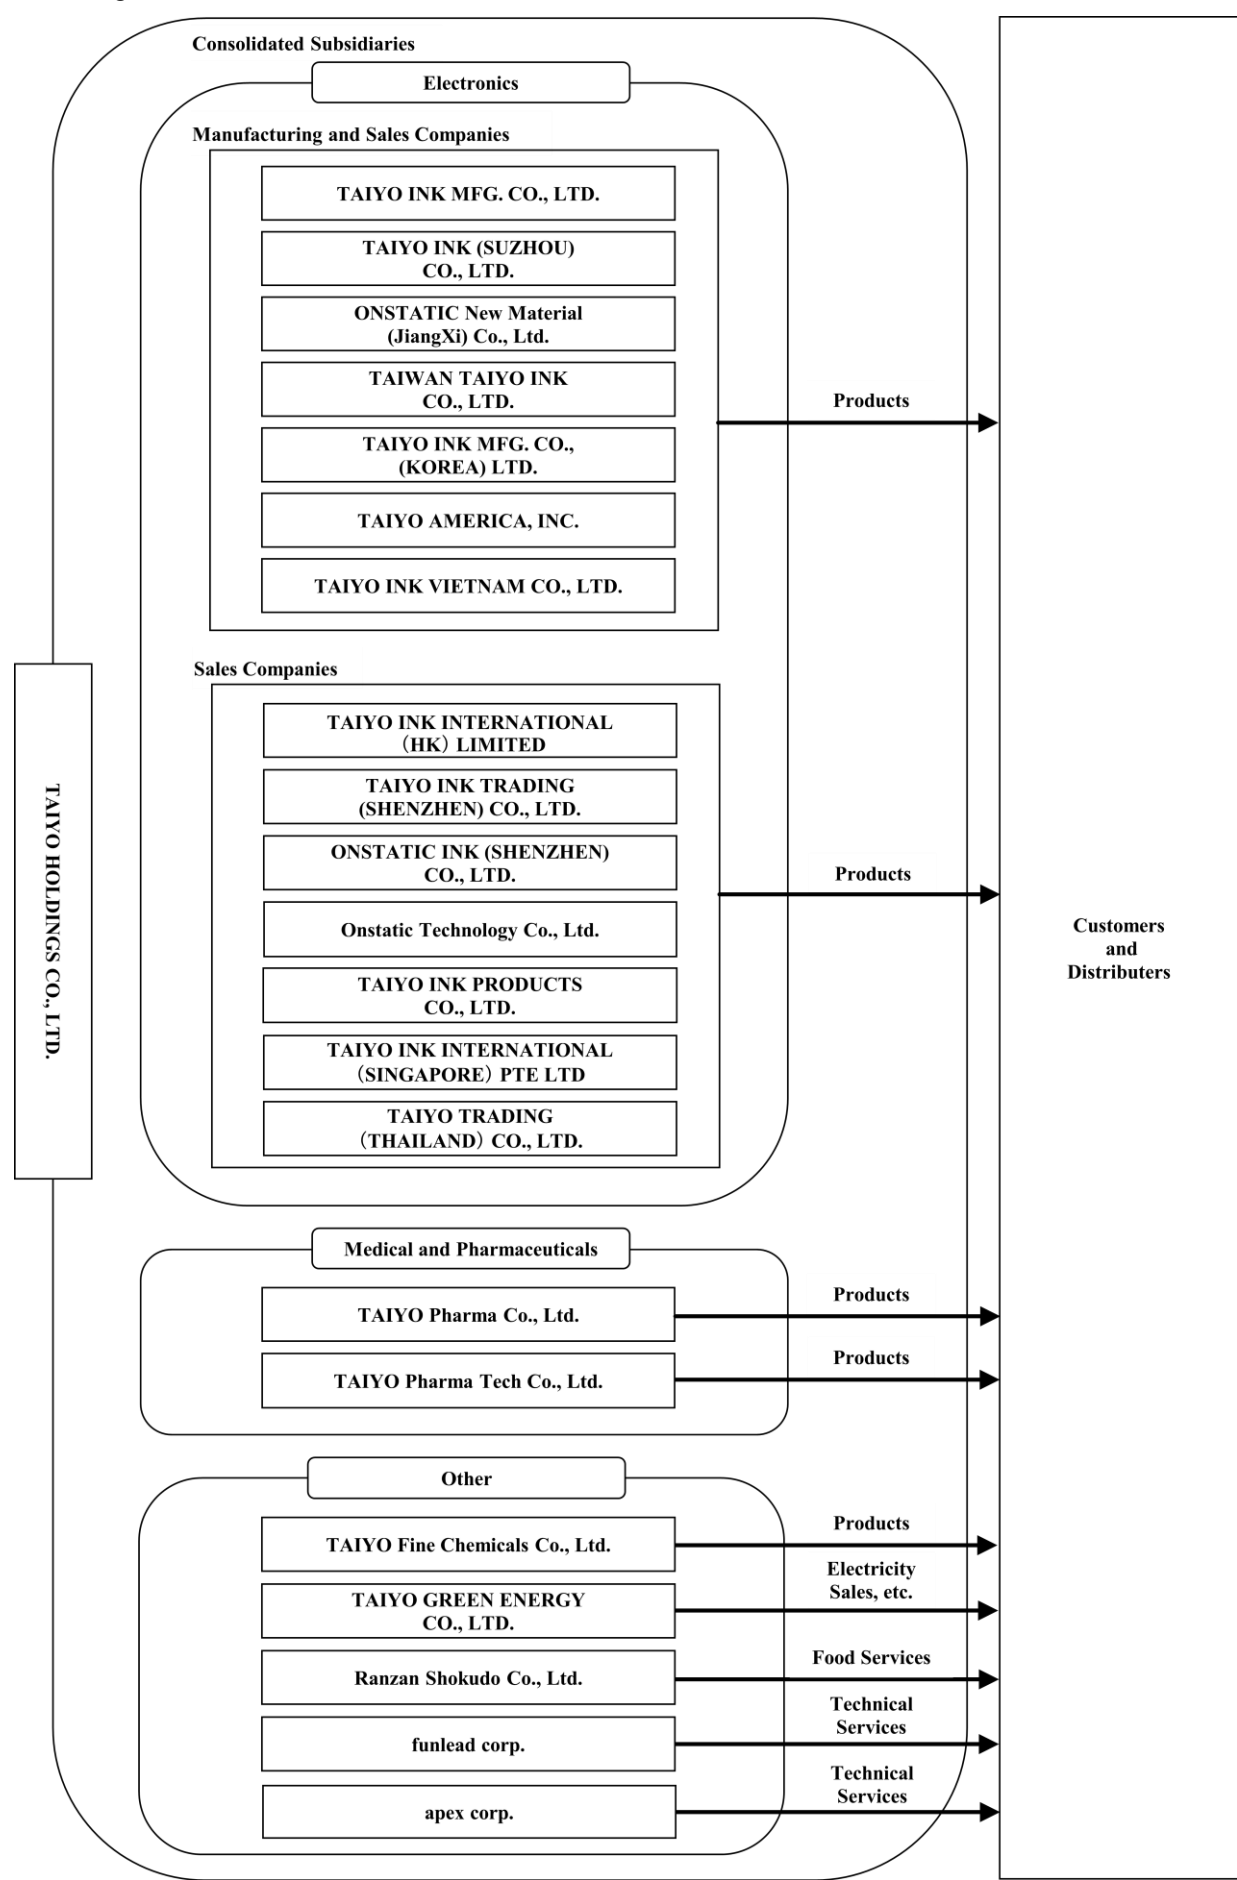 Consolidated Subsidiaries
Electronics
Manufacturing and Sales Companies
TAIYO INK MFG. CO., LTD.
TAIYO INK (SUZHOU)
CO., LTD.
ONSTATIC New Material
(JiangXi) Co., Ltd.
TAIWAN TAIYO INK
CO., LTD.
Products
TAIYO INK MFG. CO.,
(KOREA) LTD.
TAIYO AMERICA, INC.
TAIYO INK VIETNAM CO., LTD.
Sales Companies
TAIYO INK INTERNATIONAL
（HK）LIMITED
TAIYO INK TRADING
(SHENZHEN) CO., LTD.
ONSTATIC INK (SHENZHEN)
CO., LTD.
Products
Onstatic Technology Co., Ltd.
TAIYO INK PRODUCTS
CO., LTD.
TAIYO INK INTERNATIONAL
（SINGAPORE）PTE LTD
TAIYO TRADING
（THAILAND）CO., LTD.
TAIYO HOLDINGS CO., LTD.
Customers
and
Distributers
Medical and Pharmaceuticals
TAIYO Pharma Co., Ltd.
Products
TAIYO Pharma Tech Co., Ltd.
Products
Other
TAIYO Fine Chemicals Co., Ltd.
Products
TAIYO GREEN ENERGY
CO., LTD.
Electricity
Sales, etc.
Ranzan Shokudo Co., Ltd.
Food Services
funlead corp.
Technical
Services
apex corp.
Technical
Services